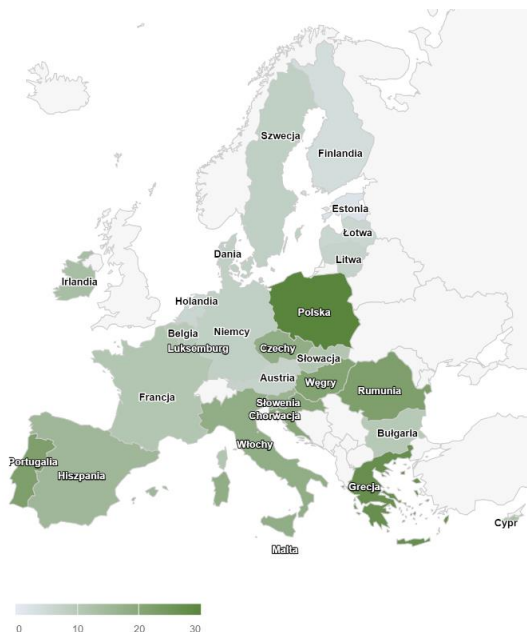 Szwecja
Finlandia
Estonia
Łotwa
Dania
Litwa
Irlandia
Holandia
Polska
Belgia
Niemcy
Luksemburg
Czechy
Słowacja
Austria
Węgry
Rumunia
Francja
Słowenia
Chorwacja
Bułgaria
Włochy
Portugalia
Hiszpania
Grecja
Cypr
Malta
0 10 20 30